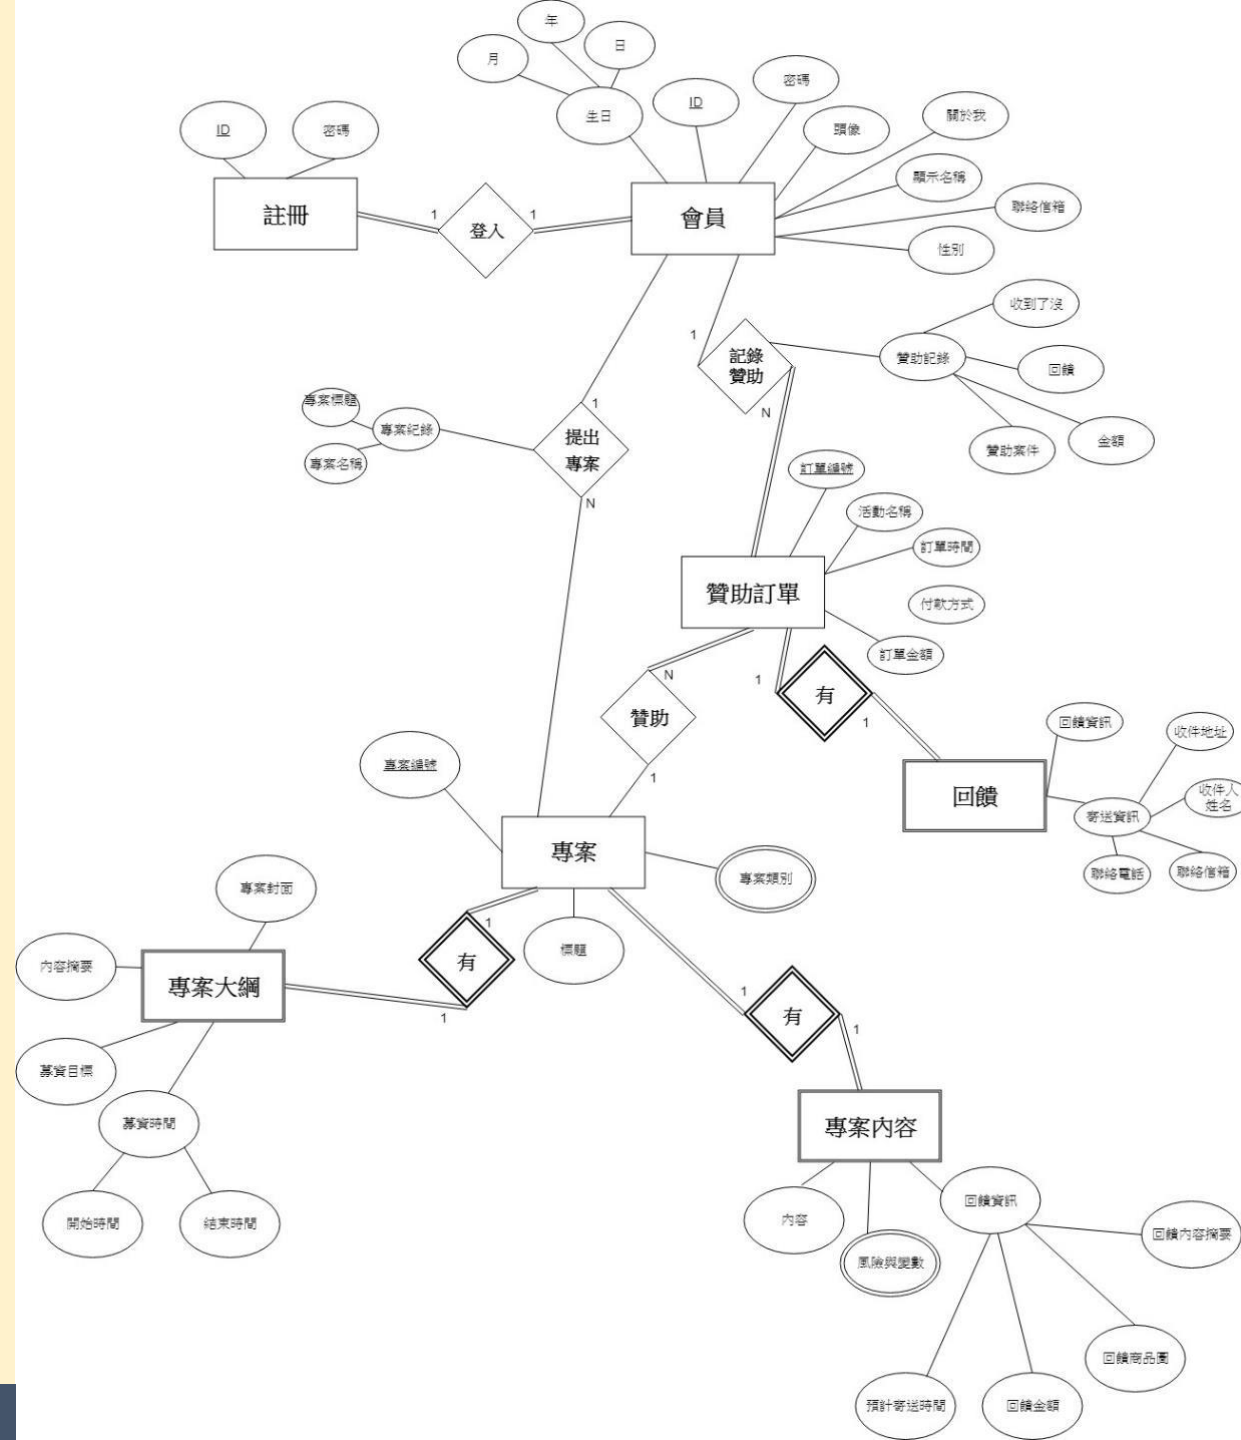 年
月
日
生日
ID
密碼
頭像
關於我
顯示名稱
聯絡信箱
性別
ID
密碼
註冊
1
登入
1
會員
收到了沒
贊助記錄
回饋
金額
贊助案件
1
記錄
贊助
N
專案標題
專案紀錄
專案名稱
1
提出
專案
N
訂單編號
活動名稱
訂單時間
付款方式
訂單金額
贊助訂單
N
贊助
1
1
有
1
回饋資訊
收件地址
收件人
姓名
寄送資訊
聯絡電話
聯絡信箱
回饋
專案編號
專案
專案類別
標題
1
有
1
專案封面
內容摘要
專案大綱
募資目標
募資時間
開始時間
結束時間
1
有
1
專案內容
內容
風險與變數
回饋資訊
回饋內容摘要
回饋商品圖
預計寄送時間
回饋金額